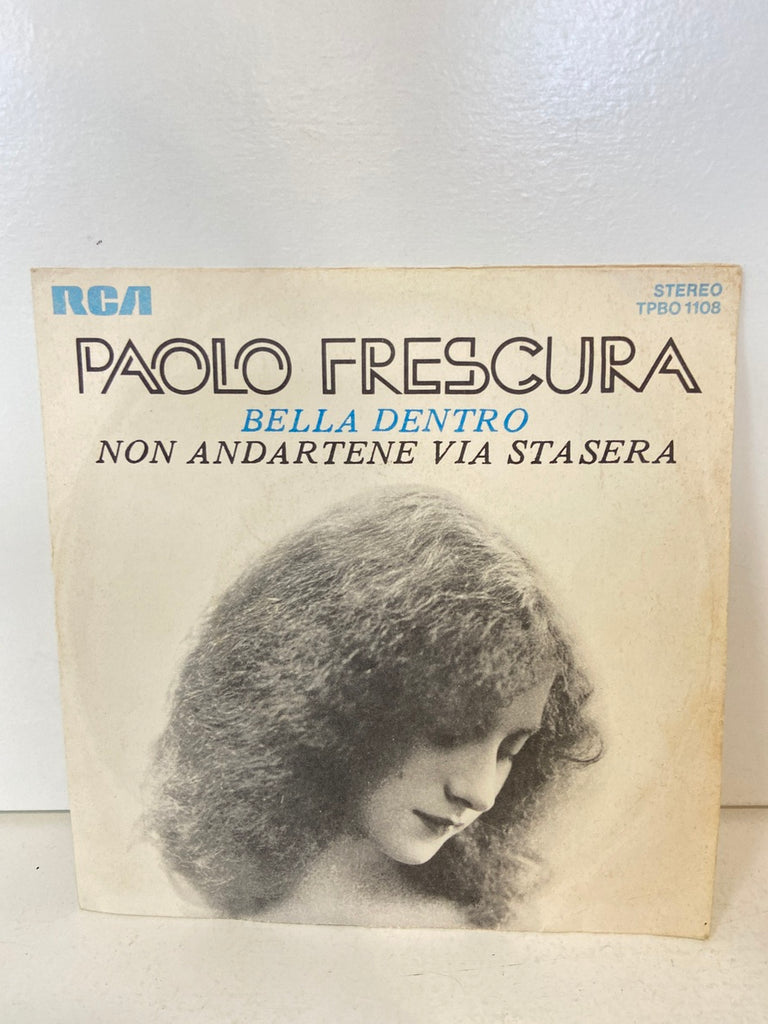 RCA
STEREO
TPBO 1108
PAOLO FRESCURA
BELLA DENTRO
NON ANDARTENE VIA STASERA